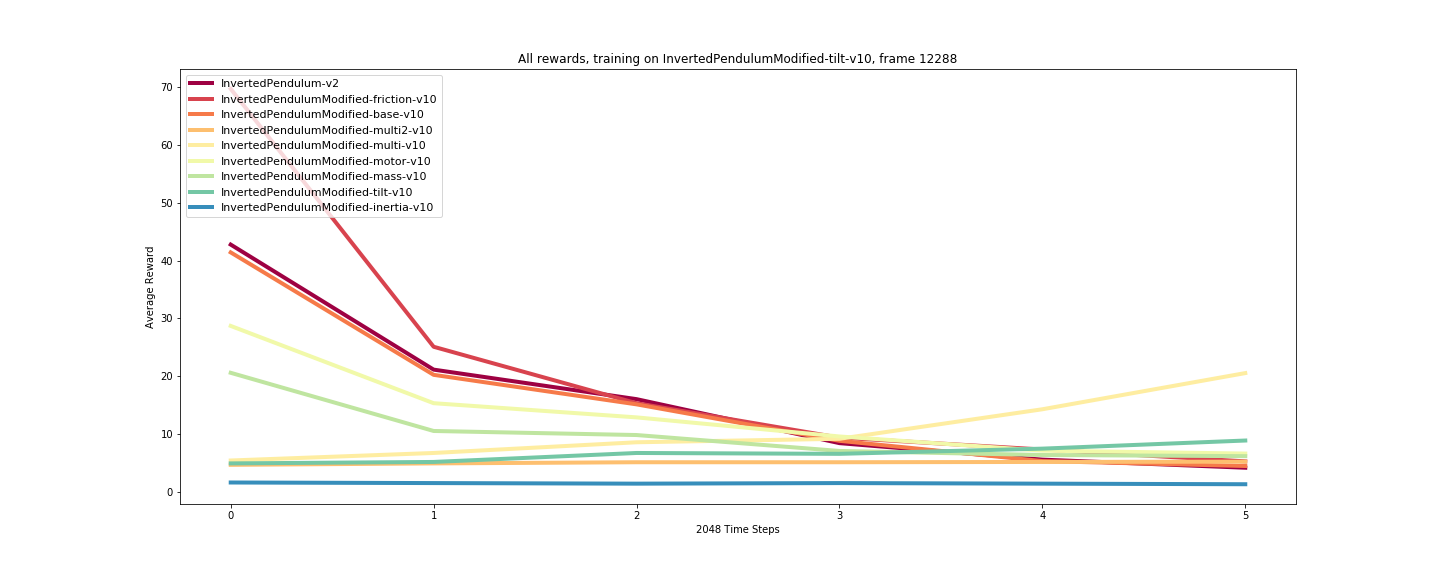 All rewards, training on InvertedPendulumModified-tilt-v10, frame 12288
70
60
50
40
30
20
10
0
Average Reward
InvertedPendulum-v2
InvertedPendulumModified-friction-v10
InvertedPendulumModified-base-v10
InvertedPendulumModified-multi2-v10
InvertedPendulumModified-multi-v10
InvertedPendulumModified-motor-v10
InvertedPendulumModified-mass-v10
InvertedPendulumModified-tilt-v10
InvertedPendulumModified-inertia-v10
0 1 2 3 4 5
2048 Time Steps